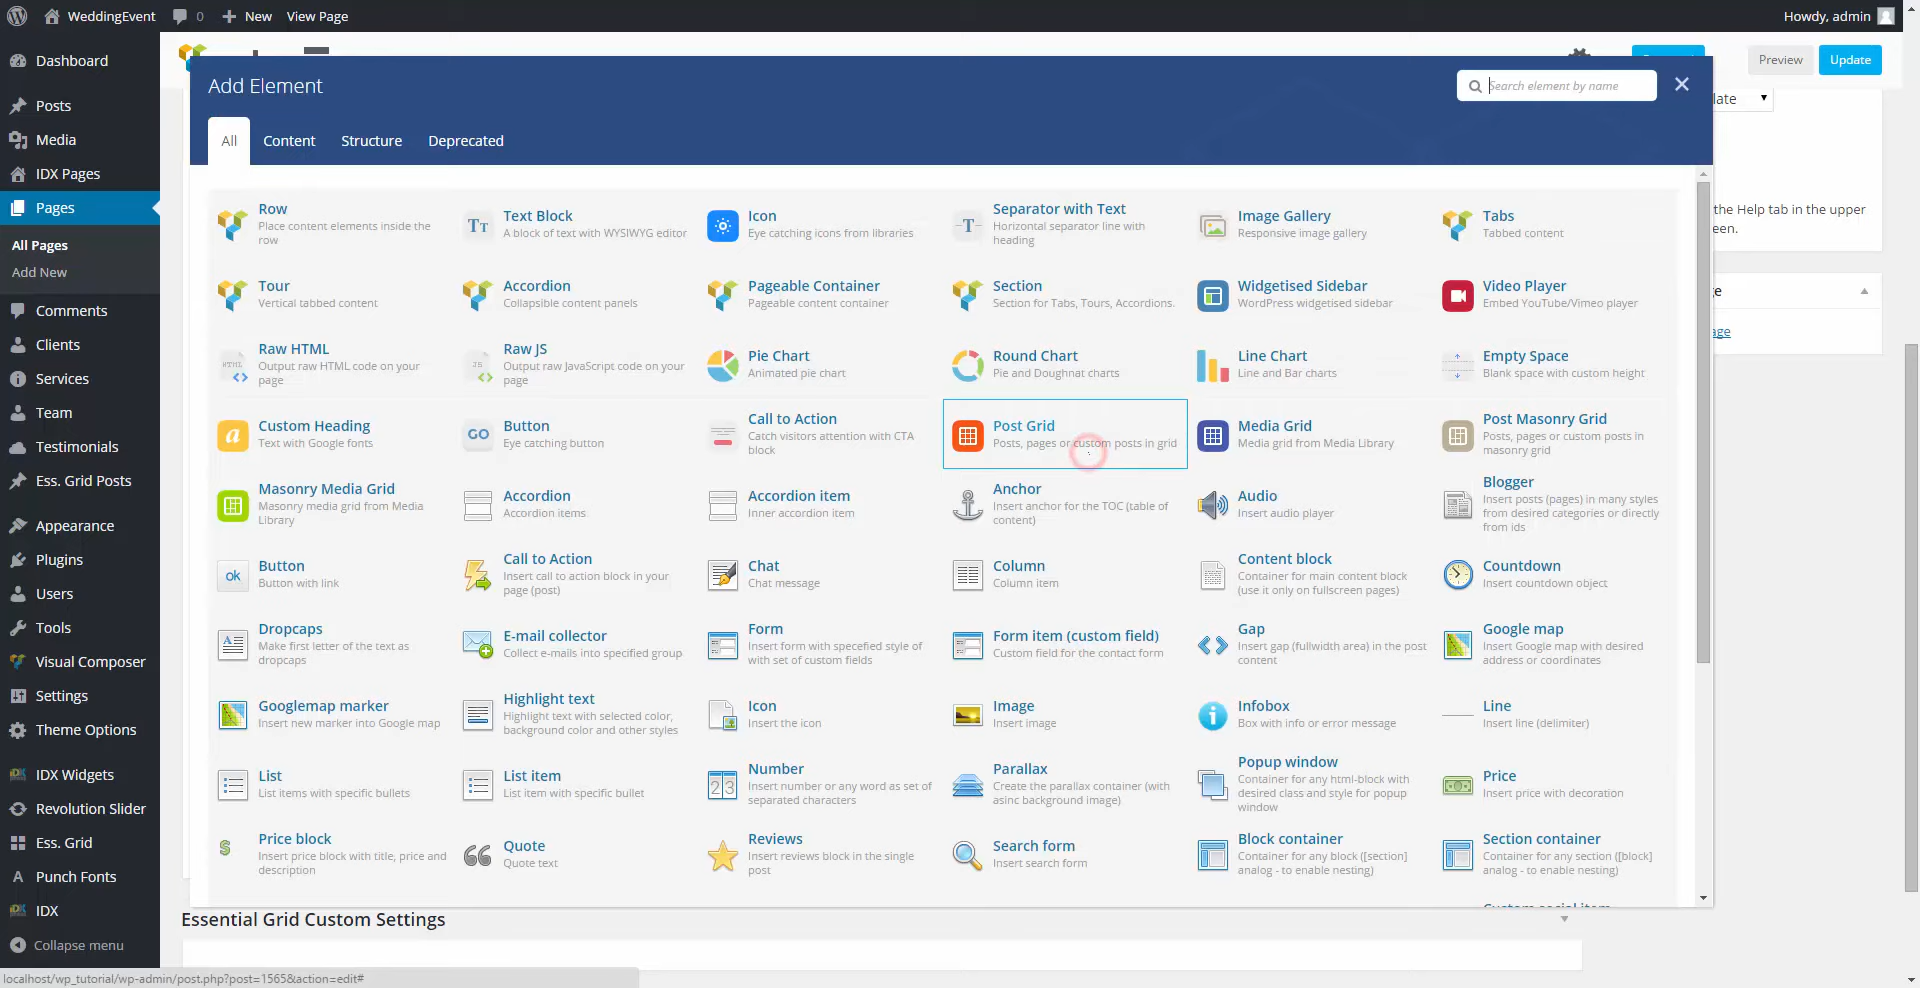 WeddingEvent
0
New
View Page
Howdy, admin
Dashboard
Posts
Media
IDX Pages
Pages
All Pages
Add New
Comments
Clients
Services
Team
Testimonials
Ess. Grid Posts
Appearance
Plugins
Users
Tools
Visual Composer
Settings
Theme Options
IDX Widgets
Revolution Slider
Ess. Grid
Punch Fonts
IDX
Collapse menu
Preview
Update
late
the Help tab in the upper
een.
ge
age
Add Element
Search element by name
All
Content
Structure
Deprecated
Row
Place content elements inside the
row
Text Block
A block of text with WYSIWYG editor
Icon
Eye catching icons from libraries
Separator with Text
Horizontal separator line with
heading
Image Gallery
Responsive image gallery
Tabs
Tabbed content
Tour
Vertical tabbed content
Accordion
Collapsible content panels
Pageable Container
Pageable content container
Section
Section for Tabs, Tours, Accordions.
Widgetised Sidebar
WordPress widgetised sidebar
Video Player
Embed YouTube/Vimeo player
Raw HTML
Output raw HTML code on your
page
Raw JS
Output raw JavaScript code on your
page
Pie Chart
Animated pie chart
Round Chart
Pie and Doughnat charts
Line Chart
Line and Bar charts
Empty Space
Blank space with custom height
Custom Heading
Text with Google fonts
GO
Button
Eye catching button
Call to Action
Catch visitors attention with CTA
block
Post Grid
Posts, pages or custom posts in grid
Media Grid
Media grid from Media Library
Post Masonry Grid
Posts, pages or custom posts in
masonry grid
Masonry Media Grid
Masonry media grid from Media
Library
Accordion
Accordion items
Accordion item
Inner accordion item
Anchor
Insert anchor for the TOC (table of
content)
Audio
Insert audio player
Blogger
Insert posts (pages) in many styles
from desired categories or directly
from ids
ok
Button
Button with link
Call to Action
Insert call to action block in your
page (post)
Chat
Chat message
Column
Column item
Content block
Container for main content block
(use it only on fullscreen pages)
Countdown
Insert countdown object
Dropcaps
Make first letter of the text as
dropcaps
E-mail collector
Collect e-mails into specified group
Form
Insert form with specefied style of
with set of custom fields
Form item (custom field)
Custom field for the contact form
Gap
Insert gap (fullwidth area) in the post
content
Google map
Insert Google map with desired
address or coordinates
Googlemap marker
Insert new marker into Google map
Highlight text
Highlight text with selected color,
background color and other styles
Icon
Insert the icon
Image
Insert image
Infobox
Box with info or error message
Line
Insert line (delimiter)
List
List items with specific bullets
List item
List item with specific bullet
23
Number
Insert number or any word as set of
separated characters
Parallax
Create the parallax container (with
asinc background image)
Popup window
Container for any html-block with
desired class and style for popup
window
Price
Insert price with decoration
Price block
Insert price block with title, price and
description
Quote
Quote text
Reviews
Insert reviews block in the single
post
Search form
Insert search form
Block container
Container for any block ([section]
analog - to enable nesting)
Section container
Container for any section ([block]
analog - to enable nesting)
Essential Grid Custom Settings
localhost/wp_tutorial/wp-admin/post.php?post=1565&action=edit#